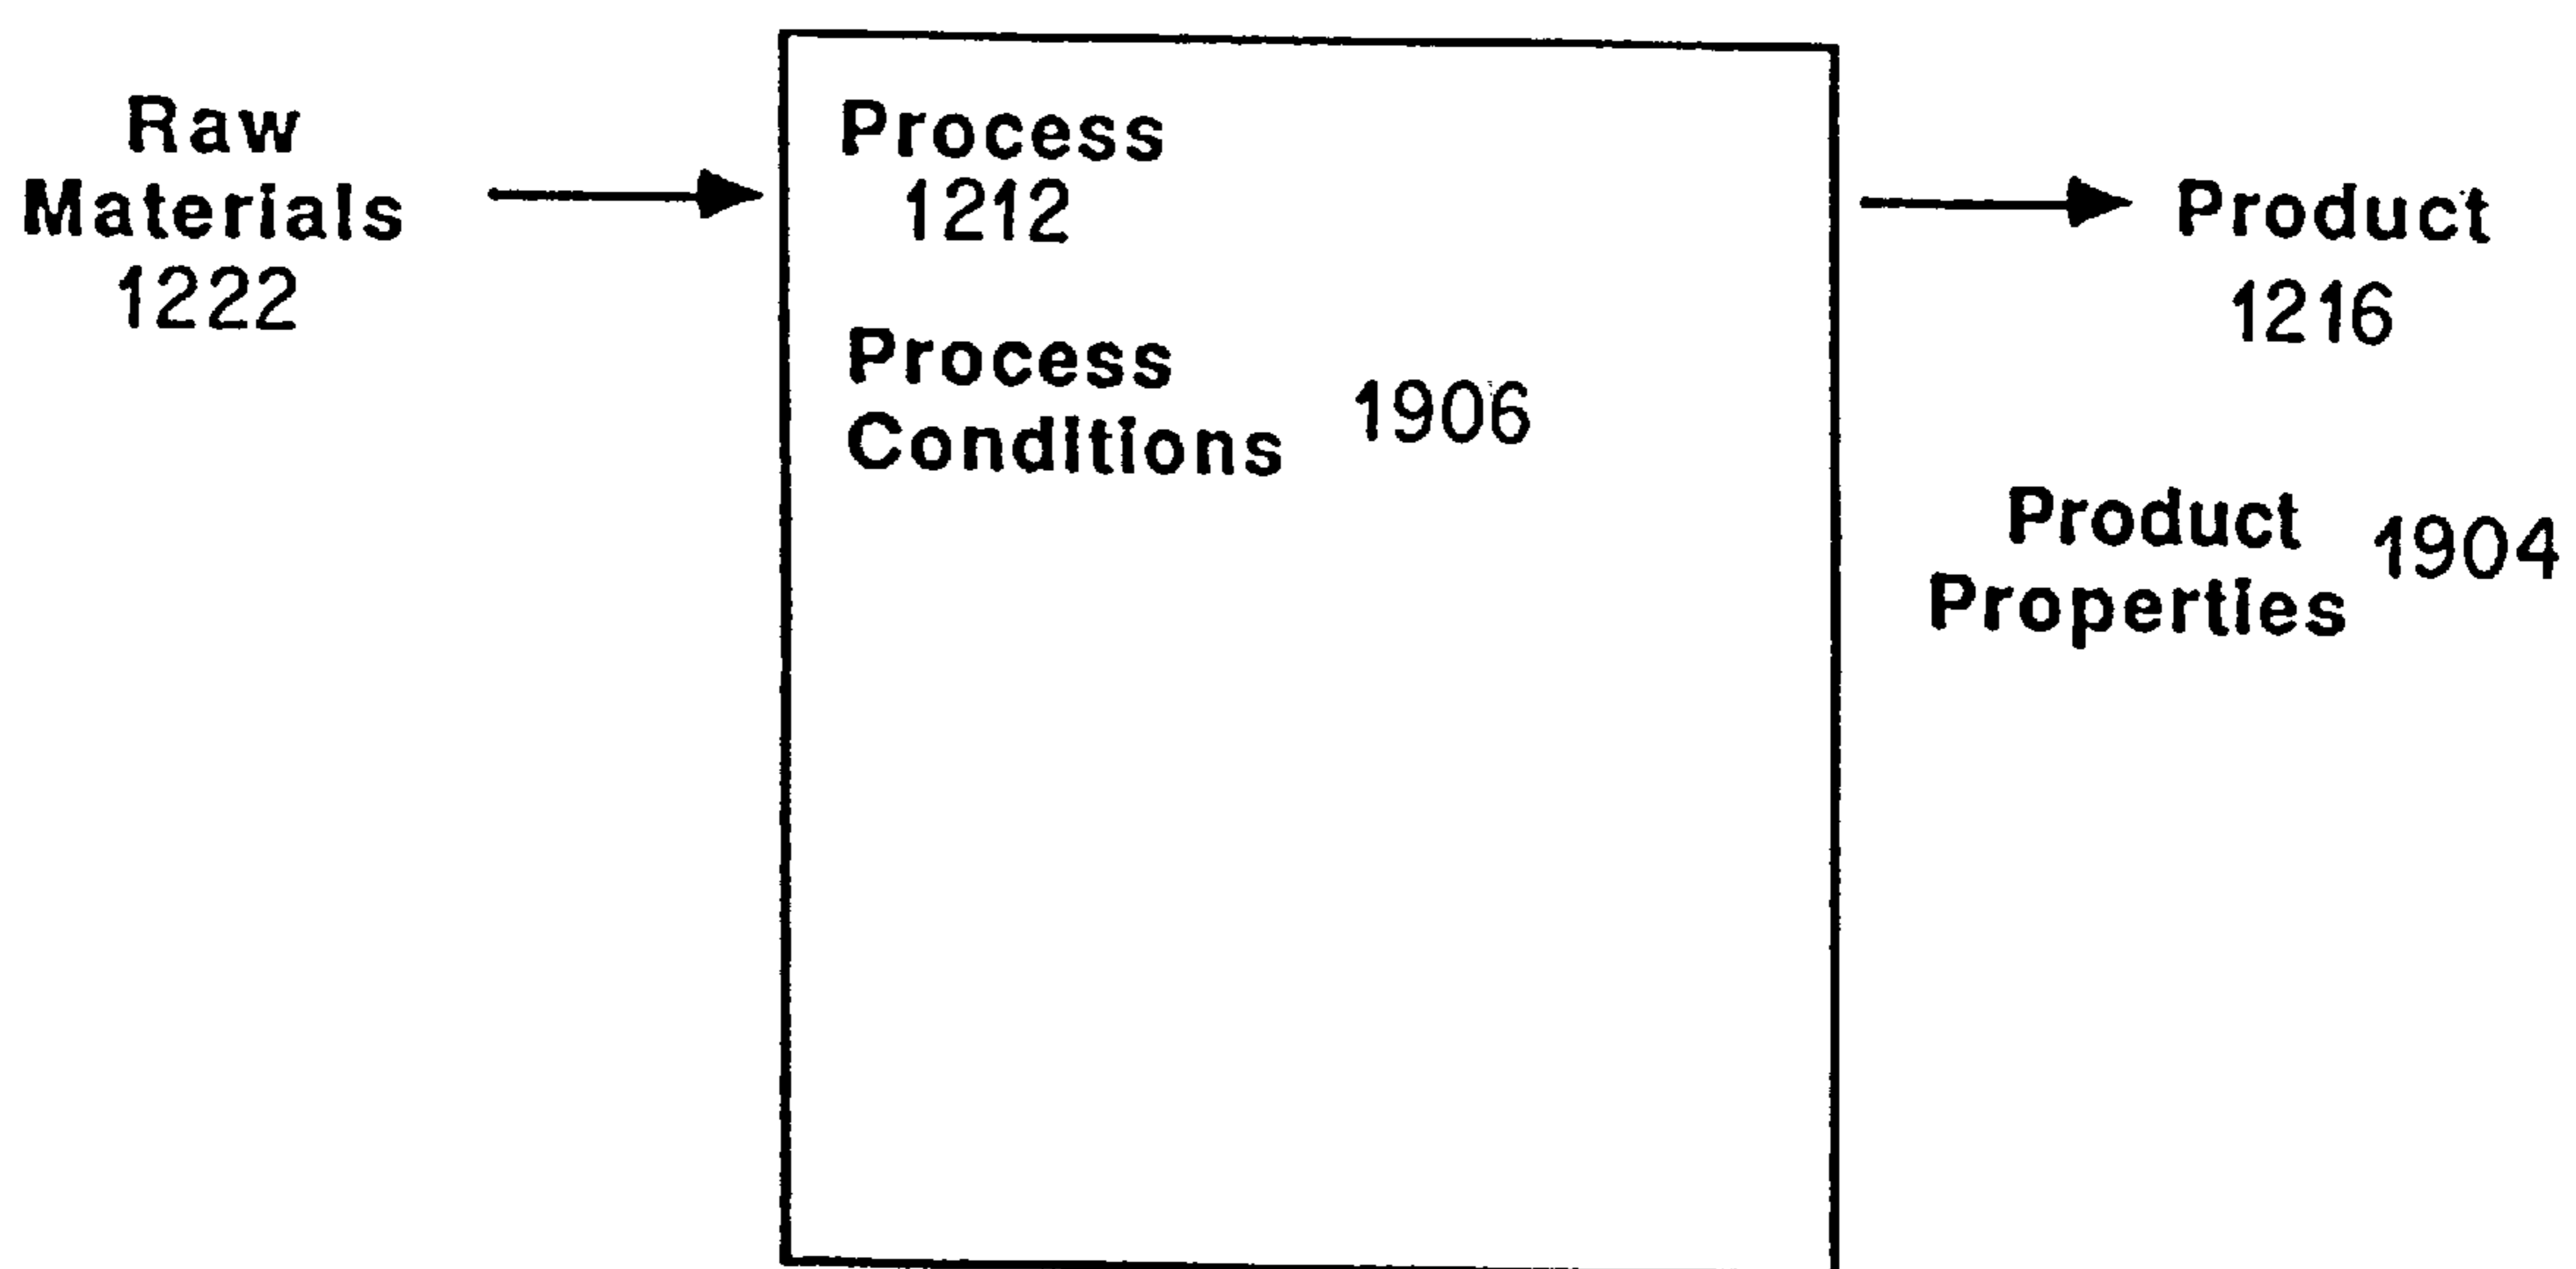 Raw
Materials
1222
Process
1212
Process
Conditions 1906
Product
1216
Product 1904
Properties